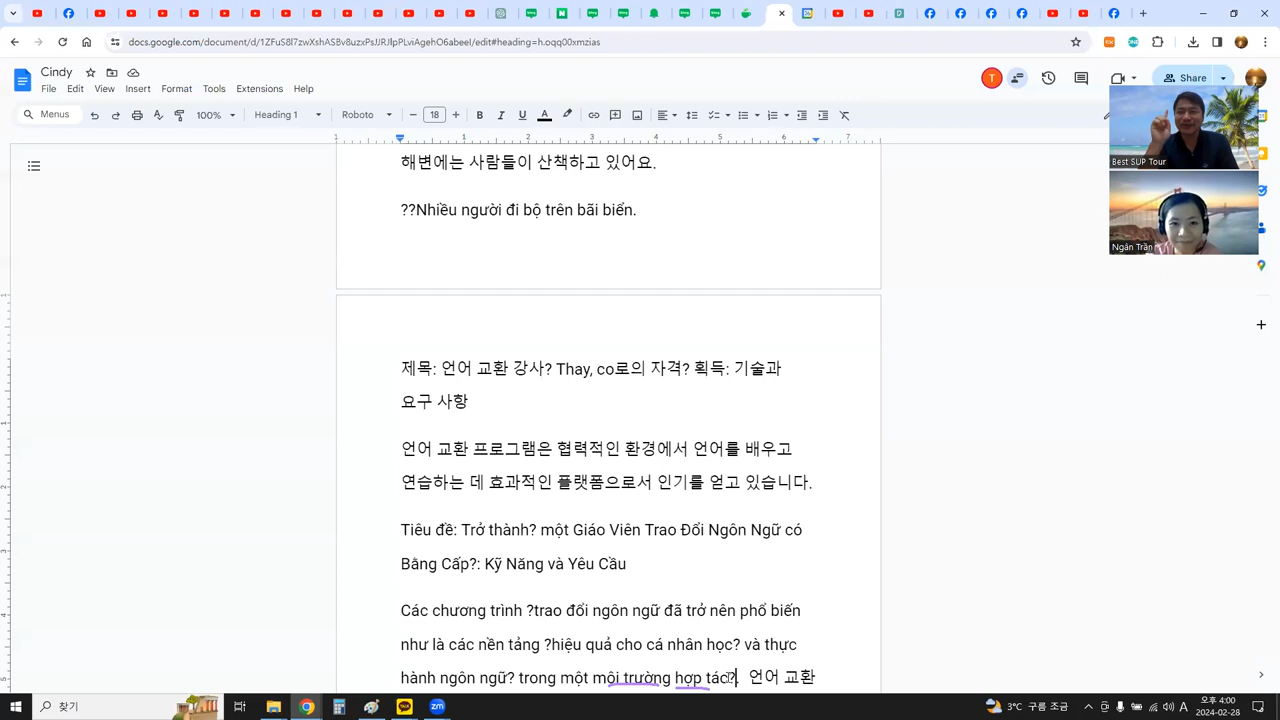 docs.google.com/document/d/1ZFuS8l7zwXshASBv8uzxPsJJRJlpPLviAgehO6abeeI/edit#heading=h.oqq00xmzias
Cindy
File Edit View Insert Format Tools Extensions Help
Share
Menus 100% Heading 1 Roboto 18 B I U A
1 1 2 3 4 5 6 7
해변에는 사람들이 산책하고 있어요.
??Nhiều người đi bộ trên bãi biển.
Best SUP Tour
Ngân Trần
제목: 언어 교환 강사? Thay, co로의 자격? 획득: 기술과
요구 사항
언어 교환 프로그램은 협력적인 환경에서 언어를 배우고
연습하는 데 효과적인 플랫폼으로서 인기를 얻고 있습니다.
Tiêu đề: Trở thành? một Giáo Viên Trao Đổi Ngôn Ngữ có
Bằng Cấp?: Kỹ Năng và Yêu Cầu
Các chương trình ?trao đổi ngôn ngữ đã trở nên phổ biến
như là các nền tảng ?hiệu quả cho cá nhân học? và thực
hành ngôn ngữ? trong một môi trường hợp tác?. 언어 교환
찾기
3°C 구름 조금
A
오후 4:00
2024-02-28